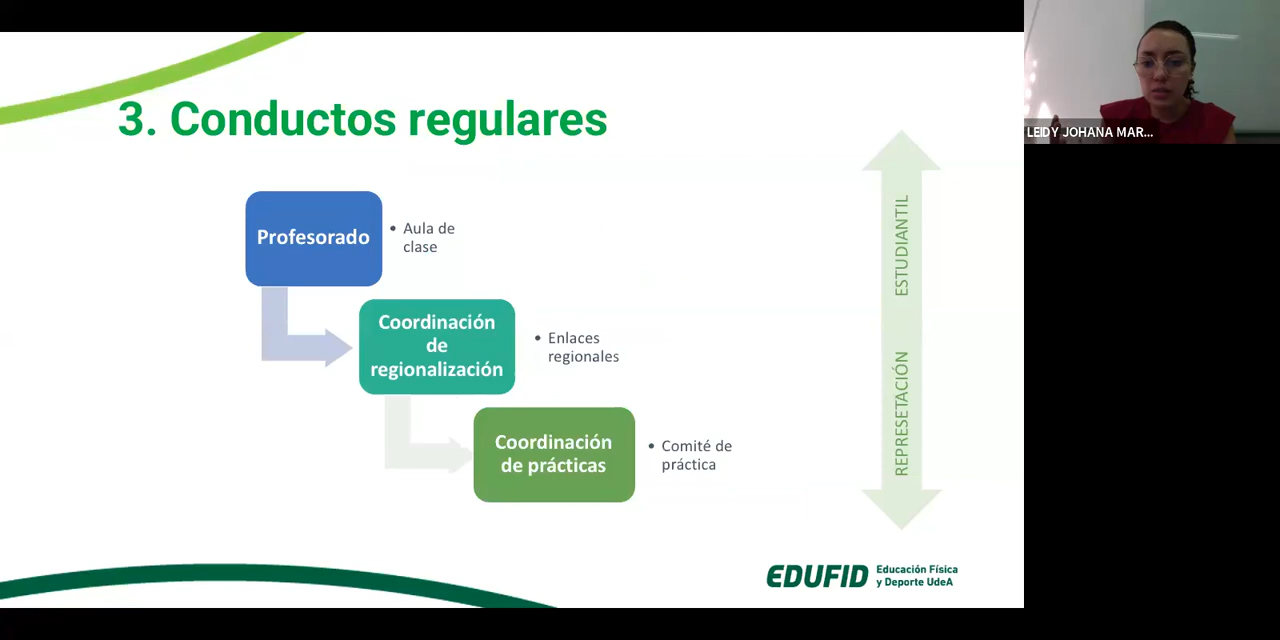 3. Conductos regulares
Profesorado
• Aula de
clase
Coordinación
de
regionalización
• Enlaces
regionales
Coordinación
de prácticas
• Comité de
práctica
REPRESETACIÓN ESTUDIANTIL
EDUFID
Educación Física
y Deporte UdeA
LEIDY JOHANA MAR...